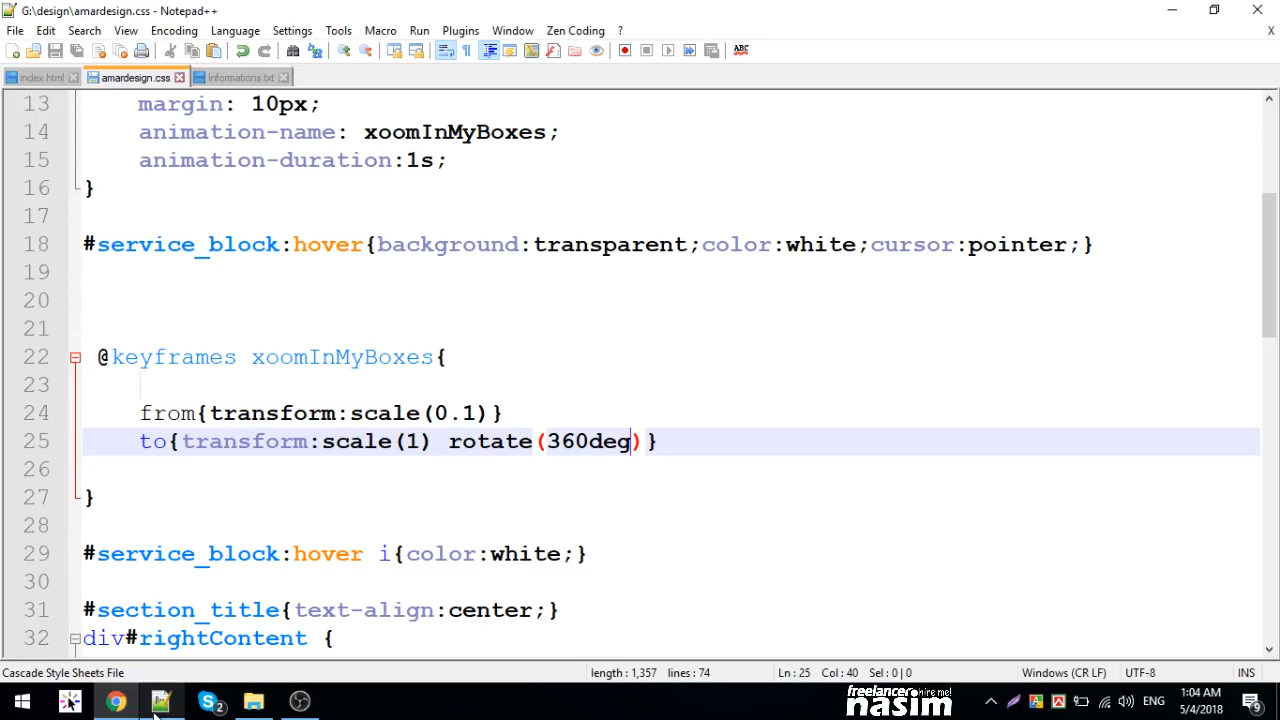 G:\design\amardesign.css - Notepad++
File Edit Search View Encoding Language Settings Tools Macro Run Plugins Window Zen Coding ? X
ABC
index.html amardesign.css Informations.txt
13 margin: 10px;
14 animation-name: xoomInMyBoxes;
15 animation-duration:1s;
16 }
17
18 #service_block:hover{background:transparent;color:white;cursor:pointer;}
19
20
21
22 @keyframes xoomInMyBoxes{
23
24 from{transform:scale(0.1)}
25 to{transform:scale(1) rotate(360deg)}
26
27 }
28
29 #service_block:hover i{color:white;}
30
31 #section_title{text-align:center;}
32 div#rightContent {
Cascade Style Sheets File length : 1,357 lines : 74 Ln : 25 Col : 40 Sel : 0 | 0 Windows (CR LF) UTF-8 INS
2 freelancer hire me! nasim ENG 1:04 AM 5/4/2018 9